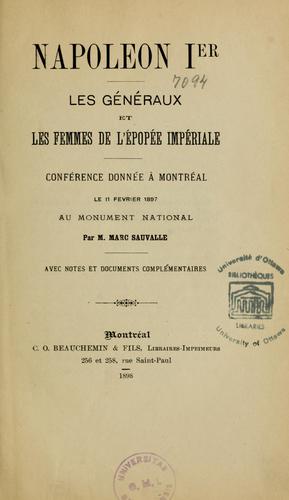 NAPOLEON IER
7094
LES GÉNÉRAUX
ET
LES FEMMES DE L'ÉPOPÉE IMPÉRIALE
CONFÉRENCE DONNÉE À MONTRÉAL
LE 11 FEVRIER 1897
AU MONUMENT NATIONAL
Par M. MARC SAUVALLE
AVEC NOTES ET DOCUMENTS COMPLÉMENTAIRES
Université d'Ottawa
BIBLIOTHÈQUES
LIBRARIES
University of Ottawa
Montréal
C. O. BEAUCHEMIN & FILS, LIBRAIRES-IMPRIMEURS
256 et 258, rue Saint-Paul
1898
UNIVERSITAS